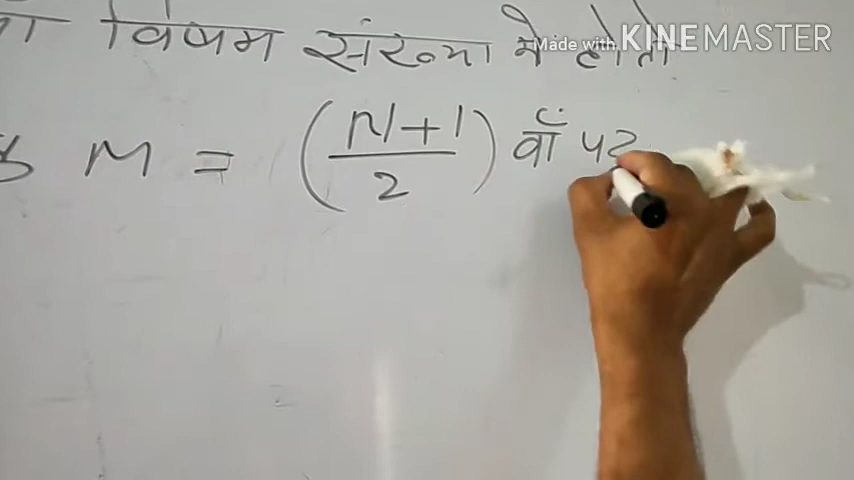 विषम संख्या में हो तो
Made with KINEMASTER
M = (N+1/2) वाँ पद